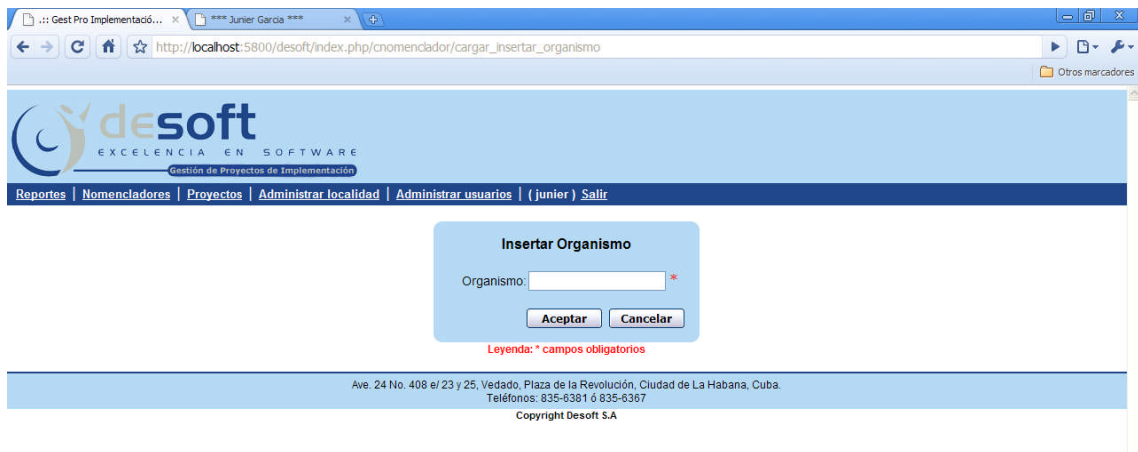 .:: Gest Pro Implementació...
*** Junier Garcia ***
http://localhost:5800/desoft/index.php/cnomenclador/cargar_insertar_organismo
Otros marcadores
desoft
EXCELENCIA EN SOFTWARE
Gestión de Proyectos de Implementación
Reportes | Nomencladores | Proyectos | Administrar localidad | Administrar usuarios | ( junier ) Salir
Insertar Organismo
Organismo: *
Aceptar Cancelar
Leyenda: * campos obligatorios
Ave. 24 No. 408 e/ 23 y 25, Vedado, Plaza de la Revolución, Ciudad de La Habana, Cuba.
Teléfonos: 835-6381 ó 835-6367
Copyright Desoft S.A